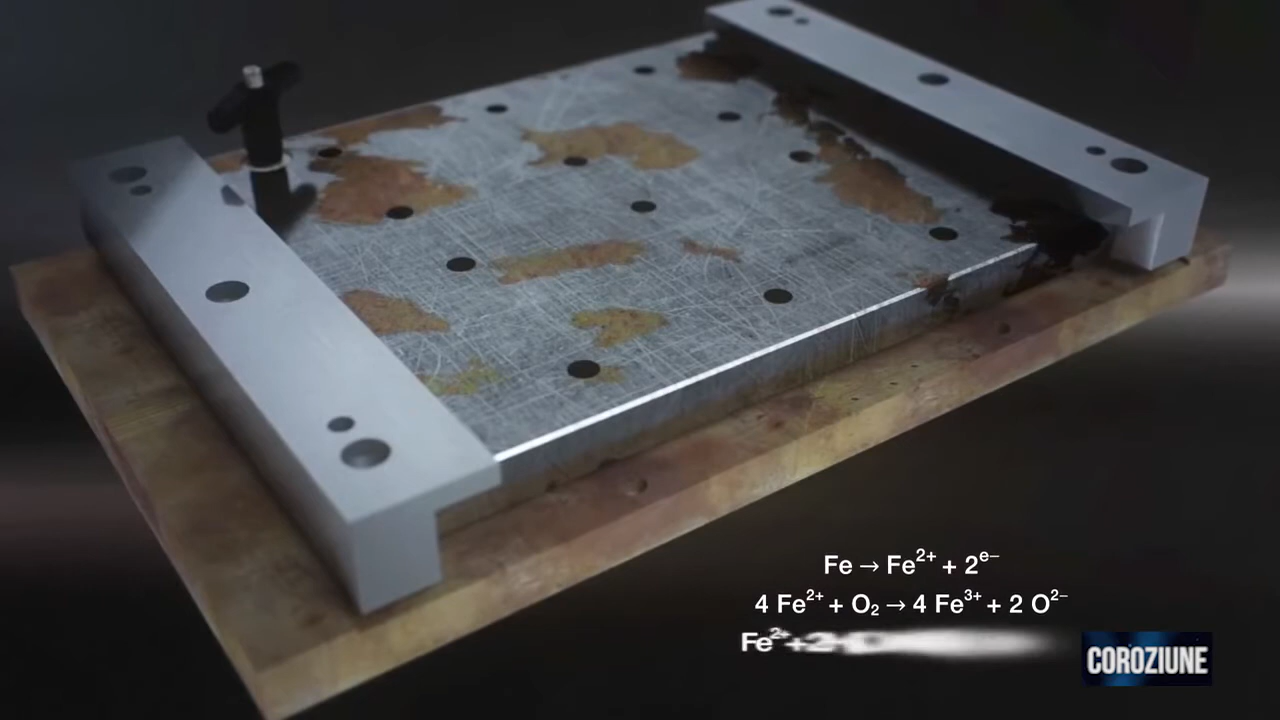 Fe → Fe²⁺ + 2ᵉ⁻
4 Fe²⁺ + O₂ → 4 Fe³⁺ + 2 O²⁻
Fe²⁺ + 2
COROZIUNE